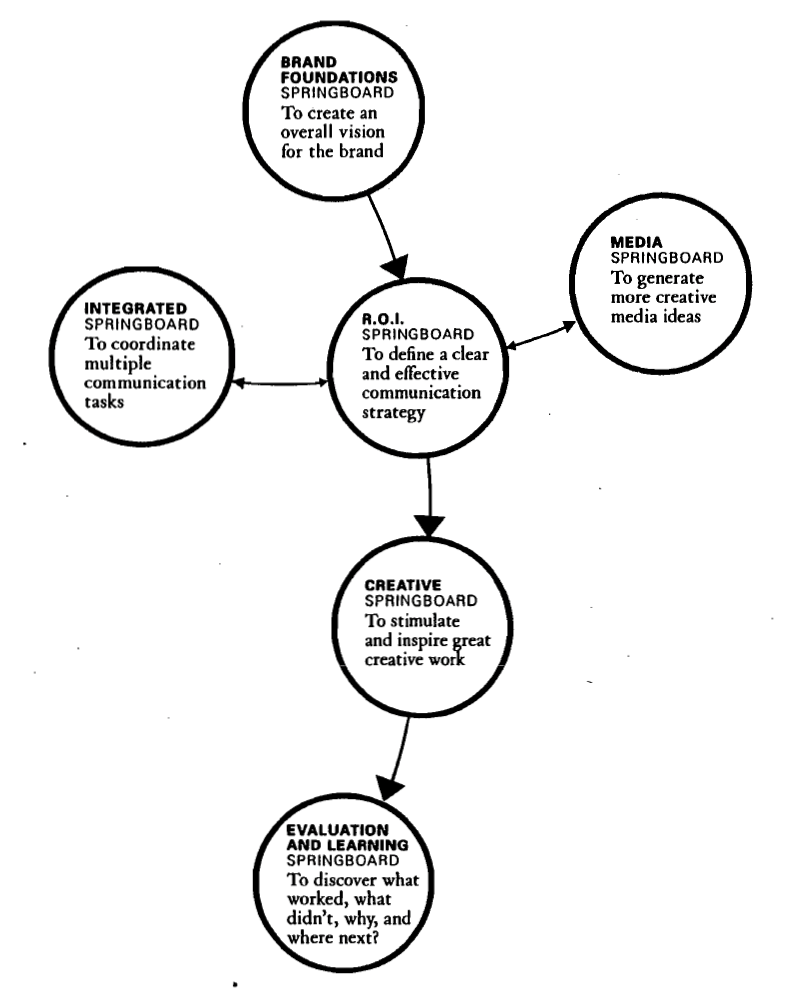 BRAND
FOUNDATIONS
SPRINGBOARD
To create an
overall vision
for the brand
MEDIA
SPRINGBOARD
To generate
more creative
media ideas
INTEGRATED
SPRINGBOARD
To coordinate
multiple
communication
tasks
R.O.I.
SPRINGBOARD
To define a clear
and effective
communication
strategy
CREATIVE
SPRINGBOARD
To stimulate
and inspire great
creative work
EVALUATION
AND LEARNING
SPRINGBOARD
To discover what
worked, what
didn't, why, and
where next?